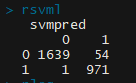 > rsvml
svmpred
0 1
0 1639 54
1 1 971